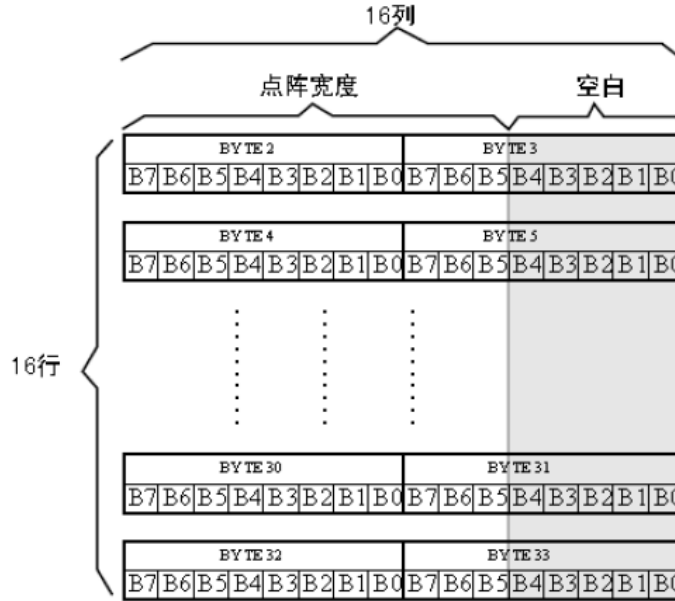 16列
点阵宽度 空白
BYTE2 BYTE3
B7 B6 B5 B4 B3 B2 B1 B0 B7 B6 B5 B4 B3 B2 B1 B0
BYTE4 BYTE5
B7 B6 B5 B4 B3 B2 B1 B0 B7 B6 B5 B4 B3 B2 B1 B0
16行
BYTE30 BYTE31
B7 B6 B5 B4 B3 B2 B1 B0 B7 B6 B5 B4 B3 B2 B1 B0
BYTE32 BYTE33
B7 B6 B5 B4 B3 B2 B1 B0 B7 B6 B5 B4 B3 B2 B1 B0